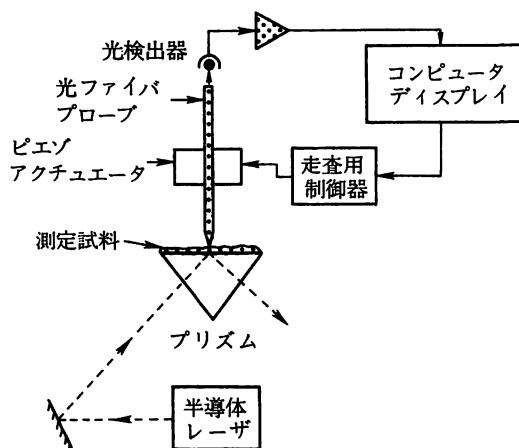 光検出器
光ファイバ
プローブ
コンピュータ
ディスプレイ
ピエゾ
アクチュエータ
走査用
制御器
測定試料
プリズム
半導体
レーザ